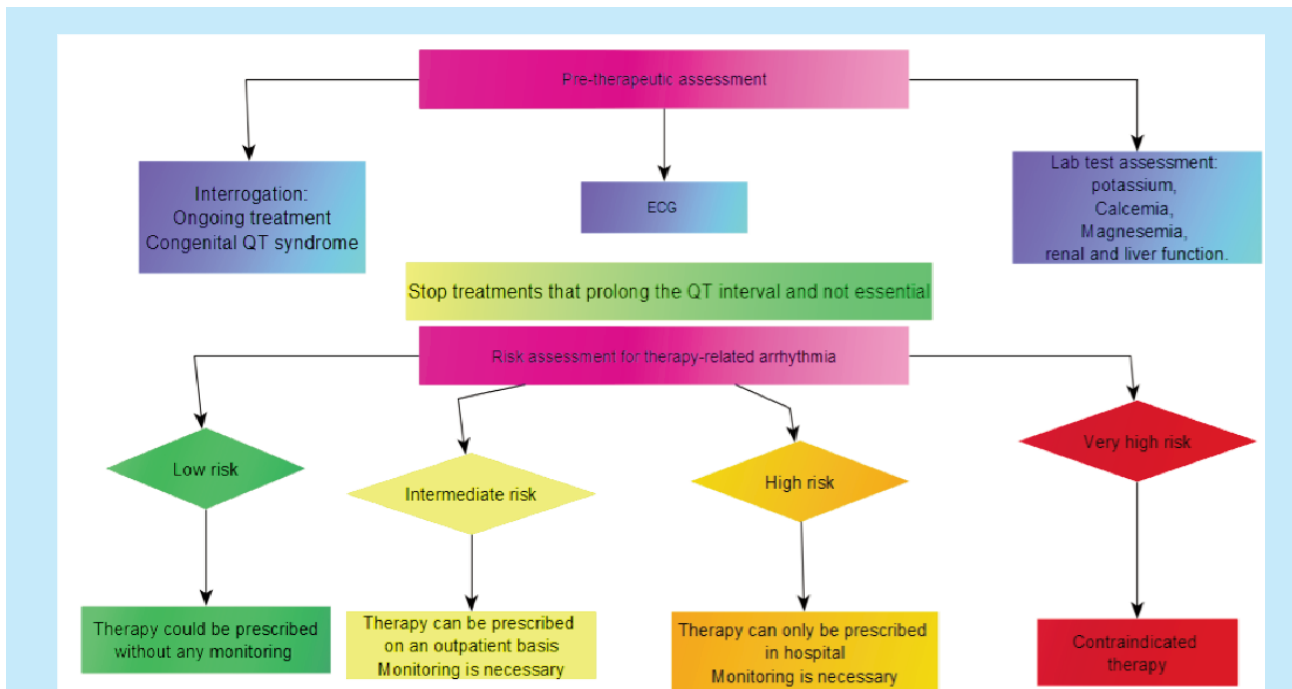 Pre-therapeutic assessment
Interrogation:
Ongoing treatment
Congenital QT syndrome
ECG
Lab test assessment:
potassium,
Calcemia,
Magnesemia,
renal and liver function.
Stop treatments that prolong the QT interval and not essential
Risk assessment for therapy-related arrhythmia
Low risk
Intermediate risk
High risk
Very high risk
Therapy could be prescribed
without any monitoring
Therapy can be prescribed
on an outpatient basis
Monitoring is necessary
Therapy can only be prescribed
in hospital
Monitoring is necessary
Contraindicated
therapy